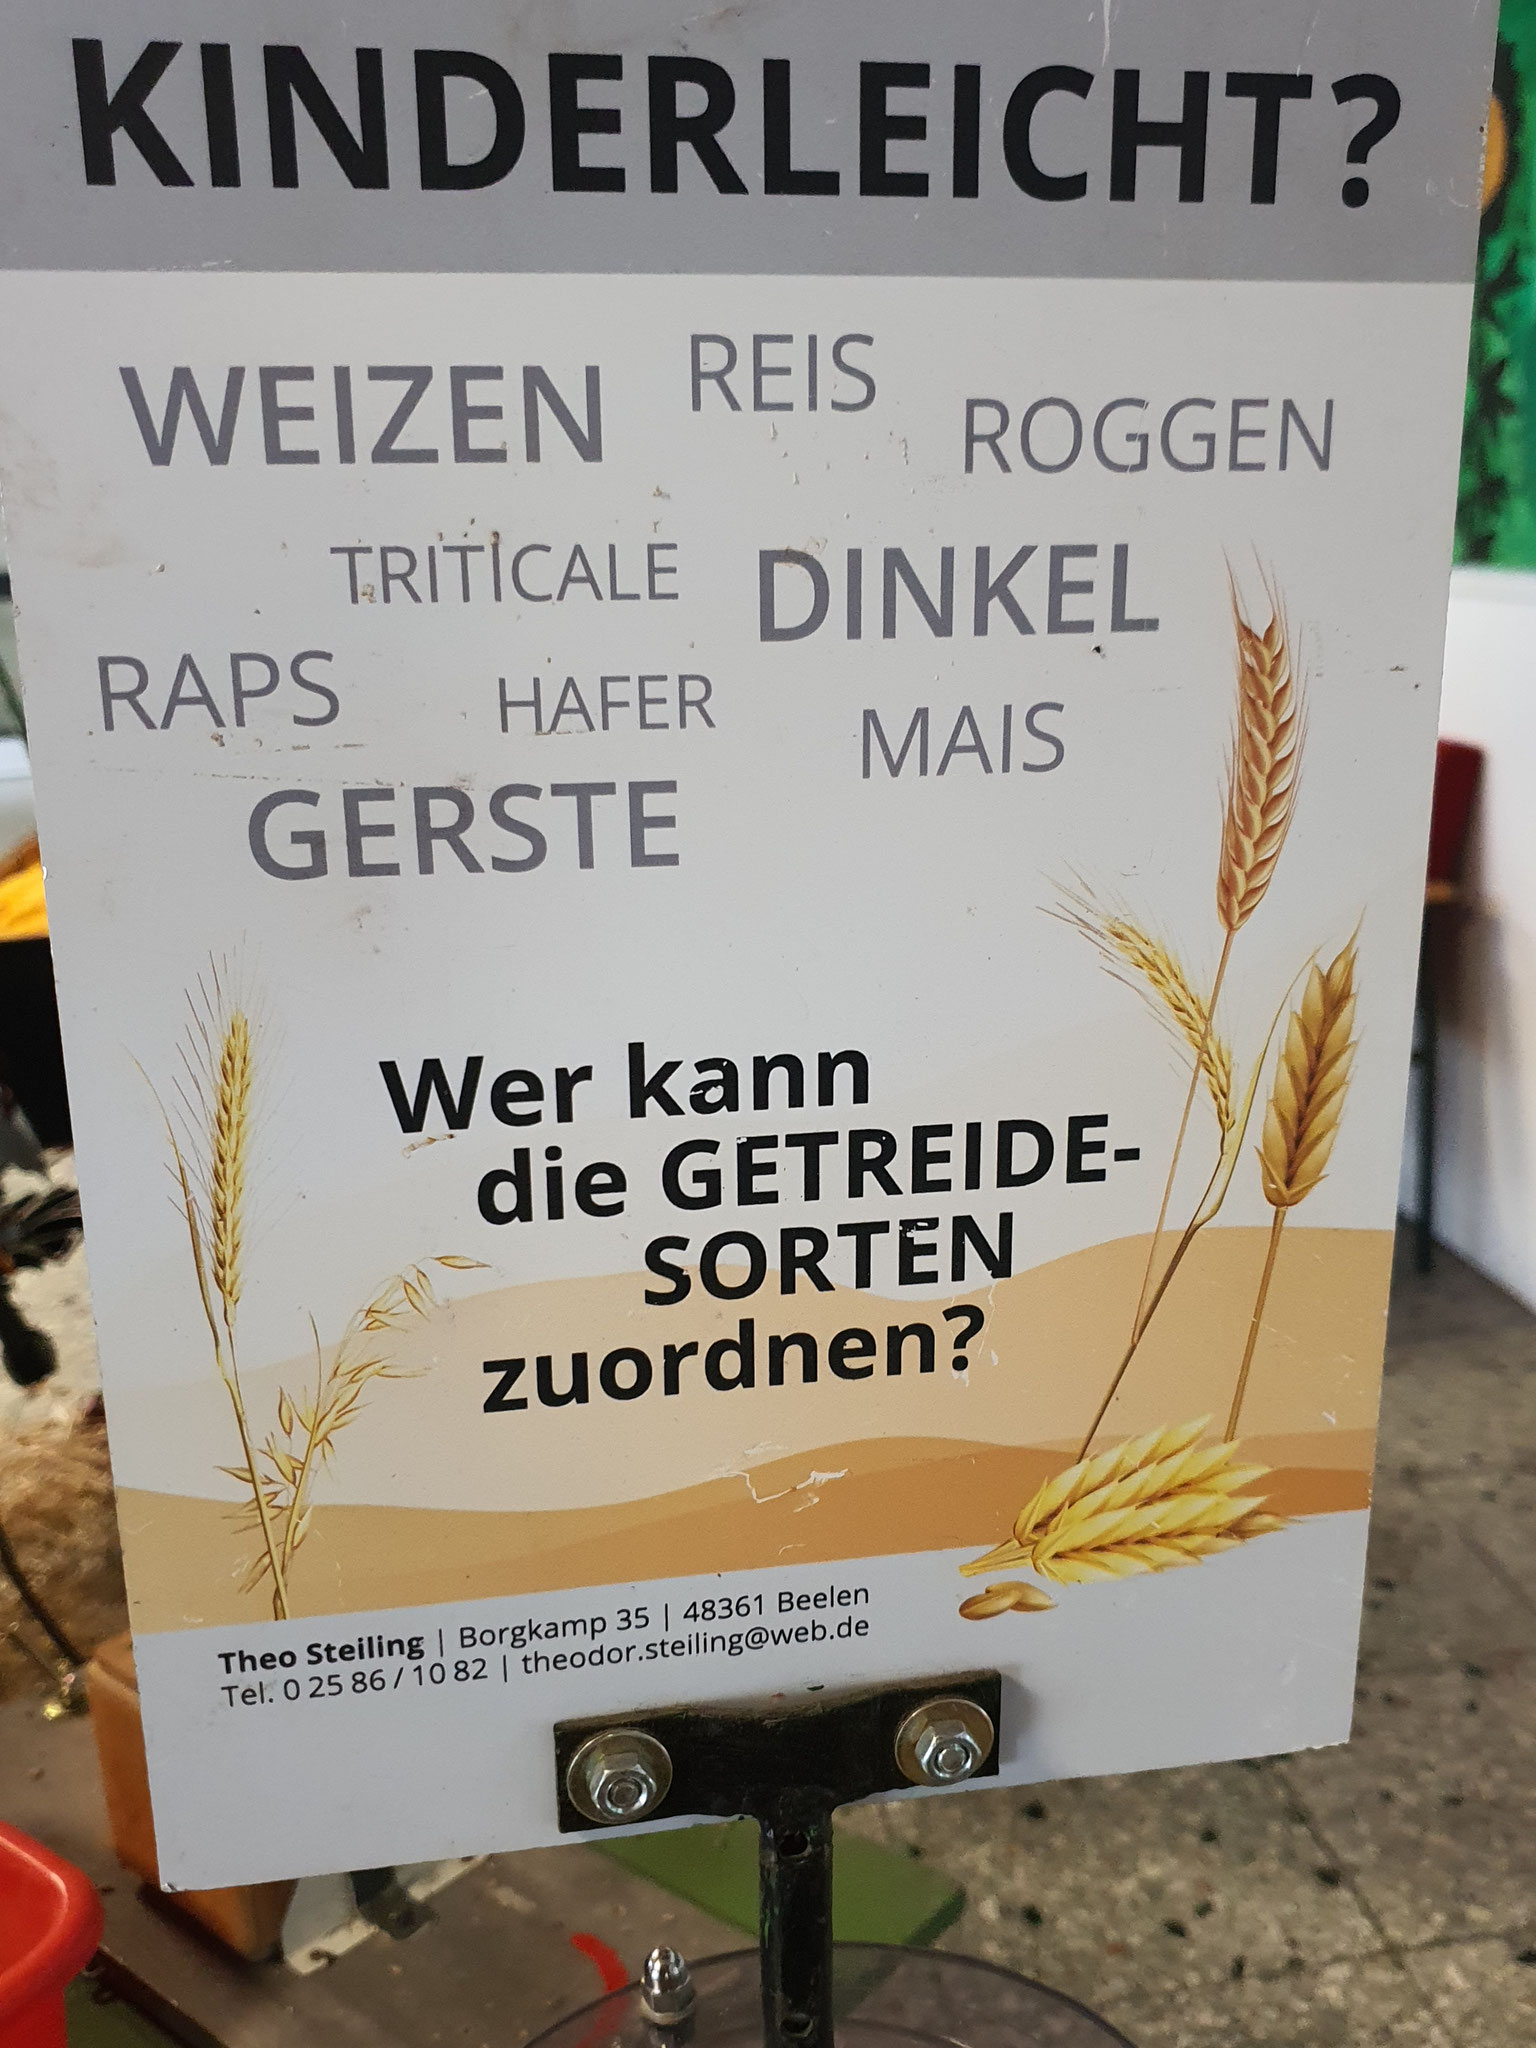 KINDERLEICHT?
WEIZEN REIS ROGGEN
TRITICALE DINKEL
RAPS HAFER MAIS
GERSTE
Wer kann
die GETREIDE-
SORTEN
zuordnen?
Theo Steiling | Borgkamp 35 | 48361 Beelen
Tel. 0 25 86 / 10 82 | theodor.steiling@web.de